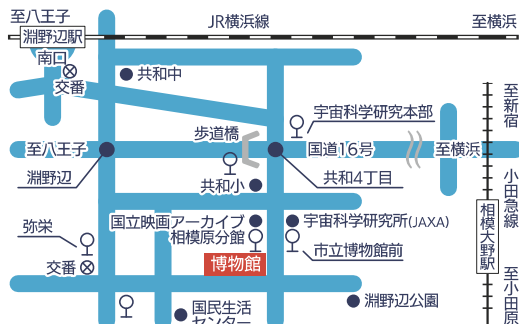 至八王子
JR横浜線
至横浜
淵野辺駅
南口
交番
共和中
至新宿
宇宙科学研究本部
歩道橋
至八王子
国道16号
至横浜
淵野辺
共和小
共和4丁目
小田急線
相模大野駅
弥栄
国立映画アーカイブ
相模原分館
宇宙科学研究所(JAXA)
市立博物館前
交番
博物館
至小田原
国民生活
センター
淵野辺公園